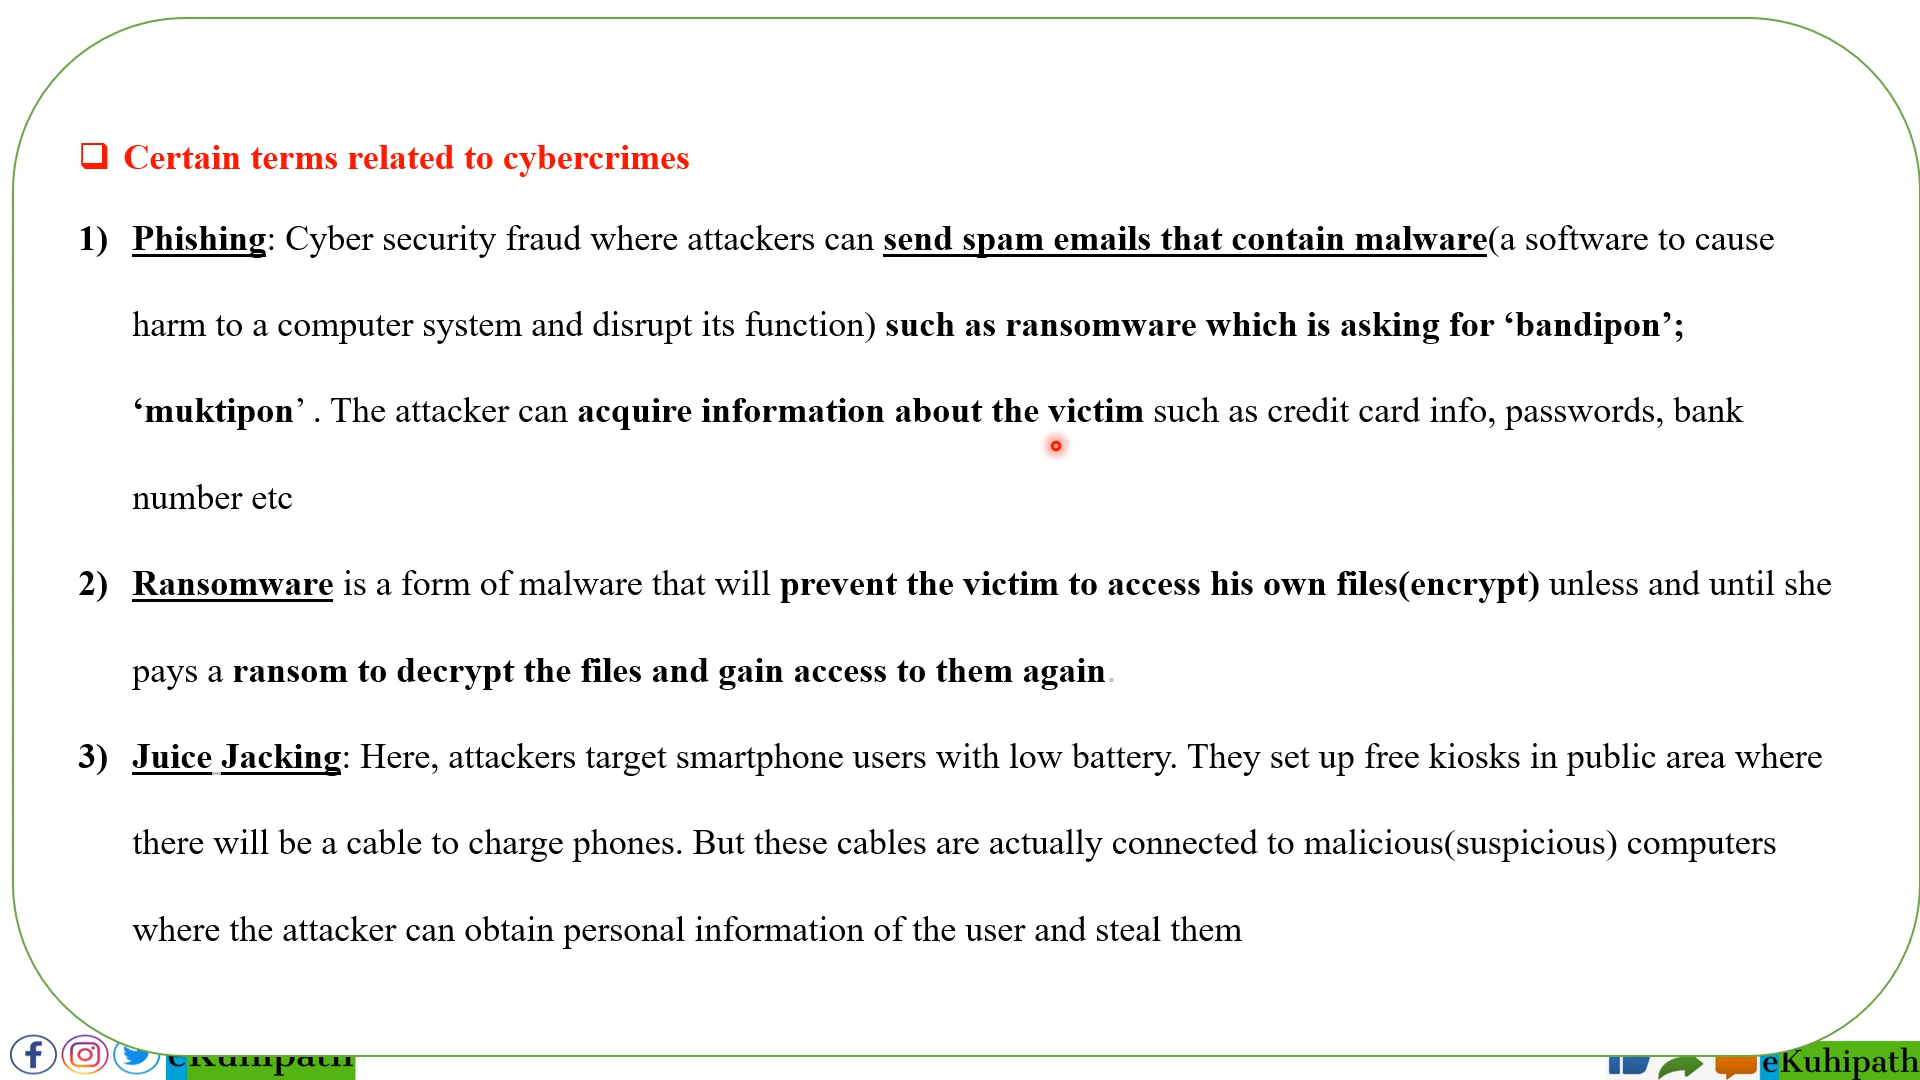 Certain terms related to cybercrimes
1) Phishing: Cyber security fraud where attackers can send spam emails that contain malware(a software to cause
harm to a computer system and disrupt its function) such as ransomware which is asking for ‘bandipon’;
‘muktipon’ . The attacker can acquire information about the victim such as credit card info, passwords, bank
number etc
2) Ransomware is a form of malware that will prevent the victim to access his own files(encrypt) unless and until she
pays a ransom to decrypt the files and gain access to them again.
3) Juice Jacking: Here, attackers target smartphone users with low battery. They set up free kiosks in public area where
there will be a cable to charge phones. But these cables are actually connected to malicious(suspicious) computers
where the attacker can obtain personal information of the user and steal them
eKuhipath
eKuhipath